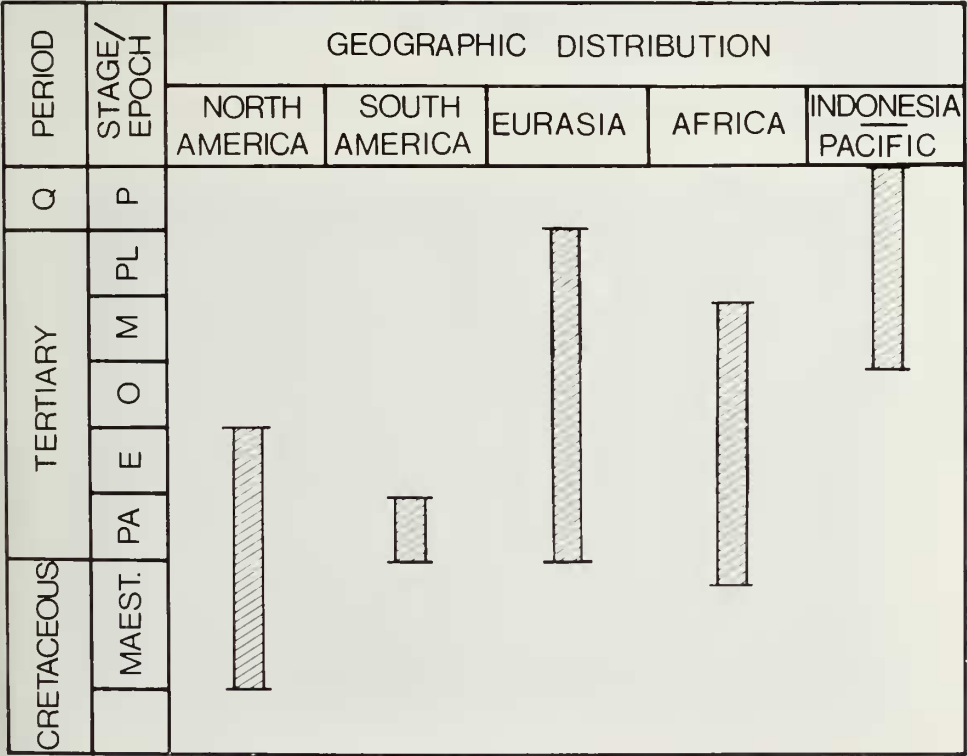 PERIOD
STAGE/
EPOCH
GEOGRAPHIC DISTRIBUTION
NORTH
AMERICA
SOUTH
AMERICA
EURASIA
AFRICA
INDONESIA
PACIFIC
Q
P
TERTIARY
PL
M
O
E
PA
CRETACEOUS
MAEST.